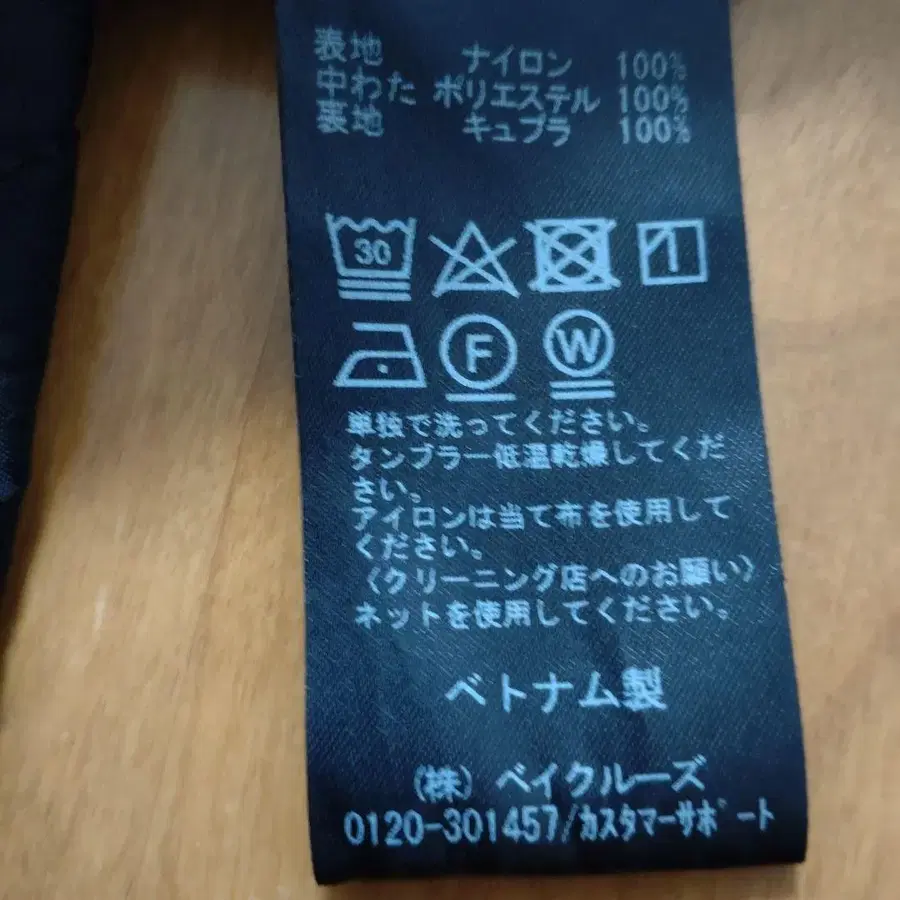 表地 ナイロン 100%
中わた ポリエステル 100%
裏地 キュプラ 100%
30
F
W
単独で洗ってください。
タンブラー低温乾燥してくだ
さい。
アイロンは当て布を使用して
ください。
〈クリーニング店へのお願い〉
ネットを使用してください。
ベトナム製
(株) ベイクルーズ
0120-301457/カスタマーサポート